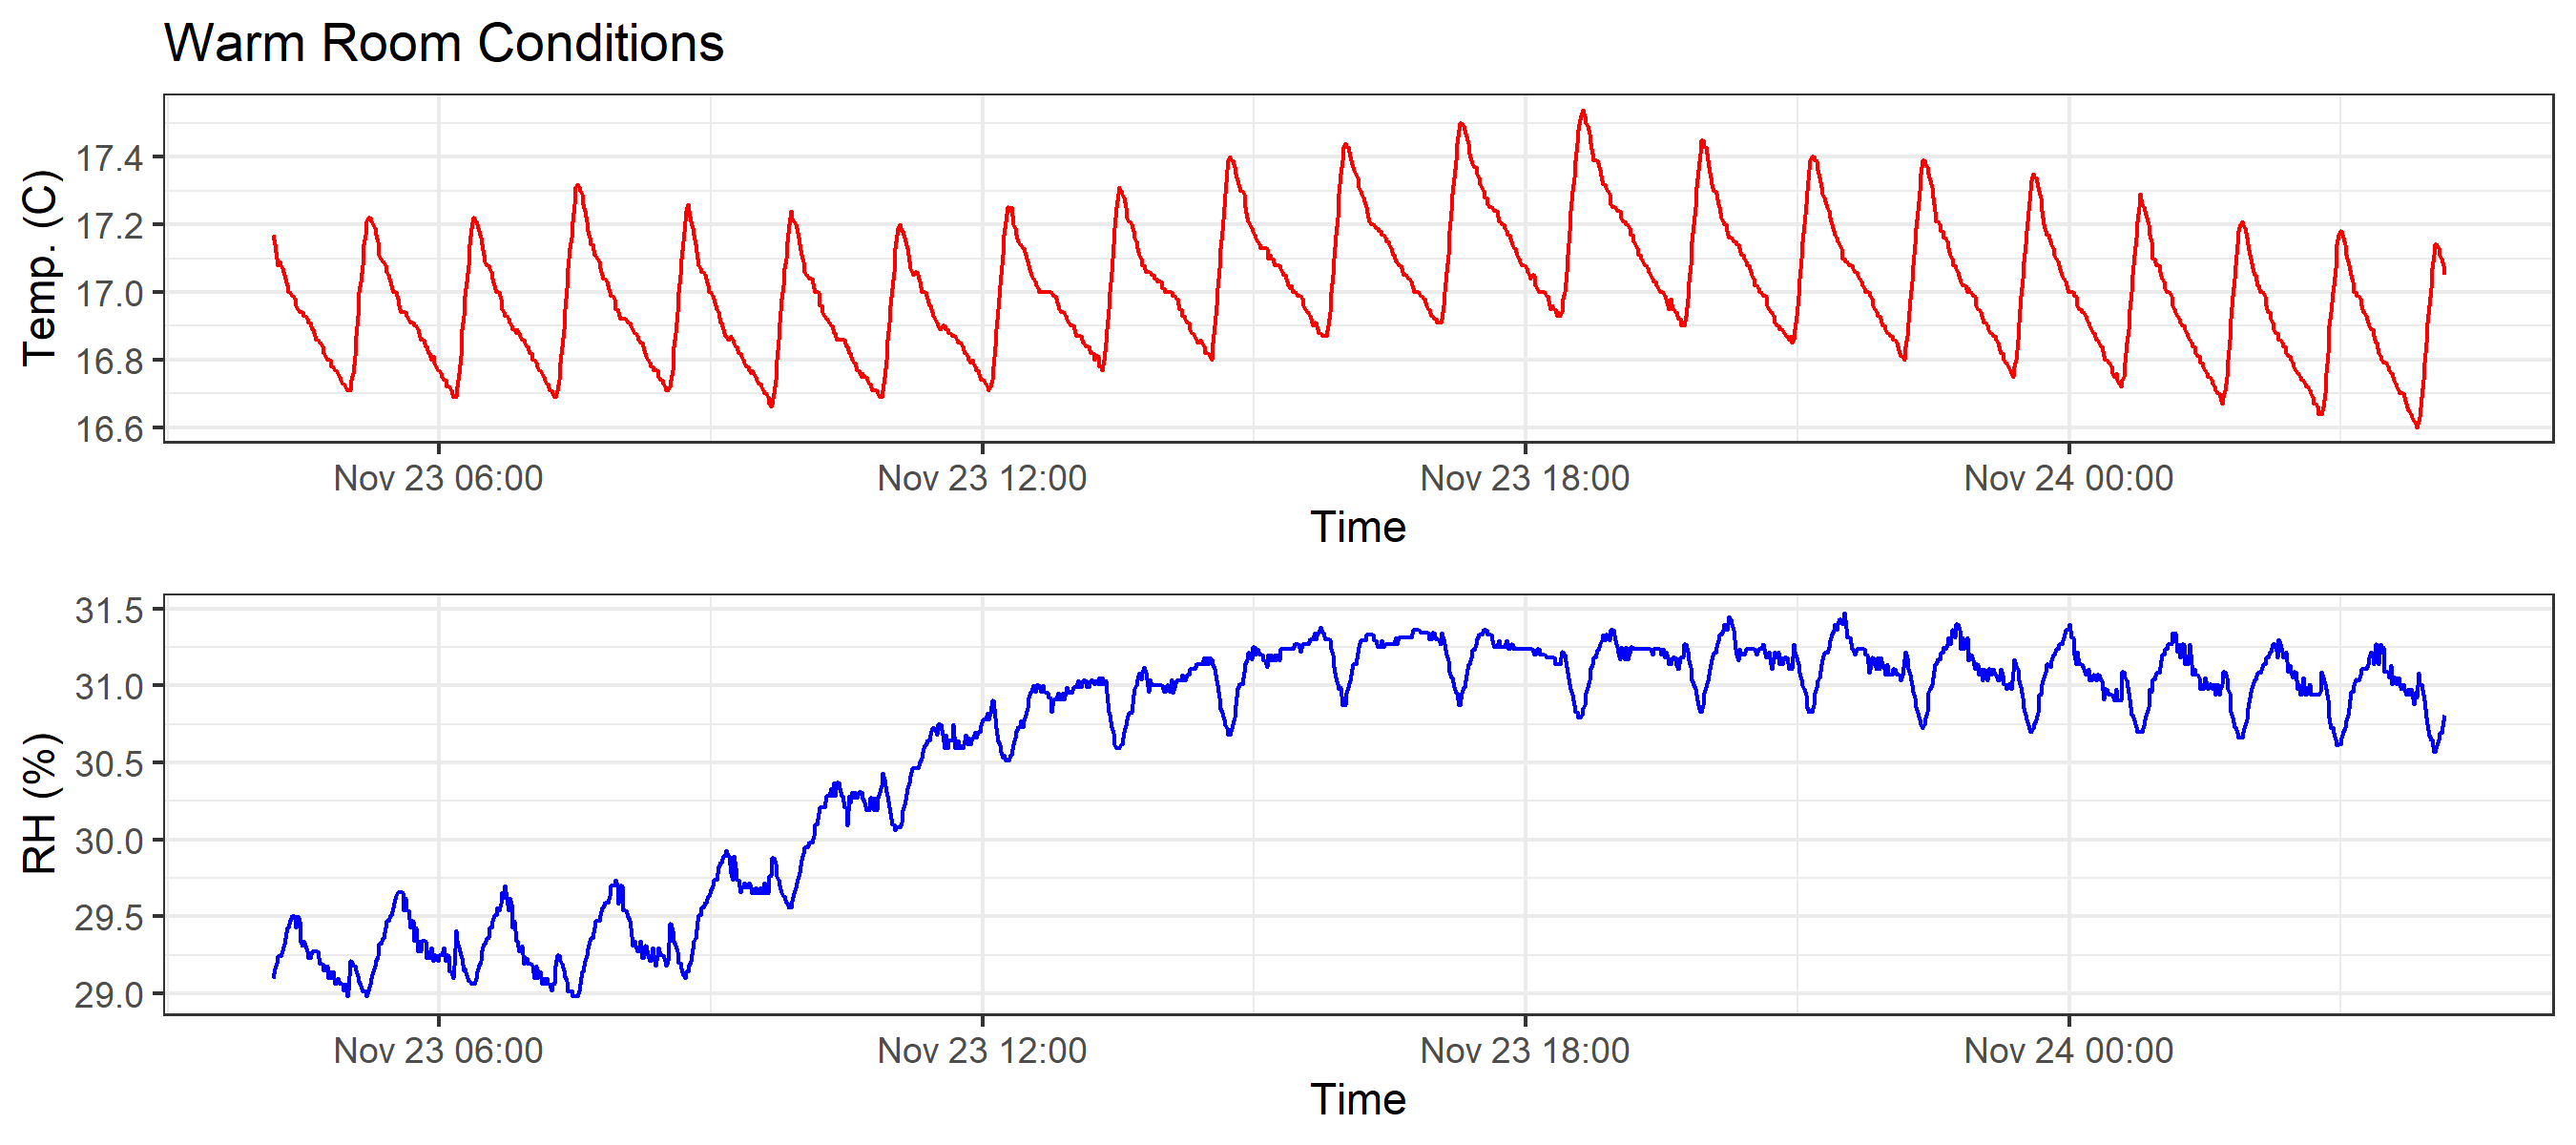 Warm Room Conditions
Temp. (C)
17.4
17.2
17.0
16.8
16.6
Nov 23 06:00 Nov 23 12:00 Nov 23 18:00 Nov 24 00:00
Time
RH (%)
31.5
31.0
30.5
30.0
29.5
29.0
Nov 23 06:00 Nov 23 12:00 Nov 23 18:00 Nov 24 00:00
Time